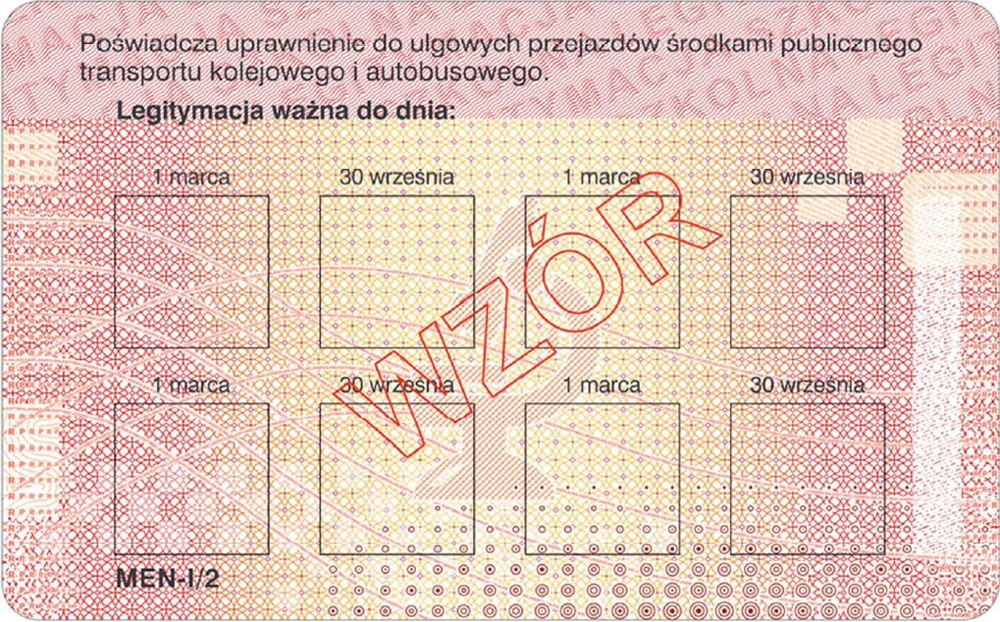 Poświadcza uprawnienie do ulgowych przejazdów środkami publicznego
transportu kolejowego i autobusowego.
Legitymacja ważna do dnia:
1 marca 30 września 1 marca 30 września
WZÓR
1 marca 30 września 1 marca 30 września
MEN-I/2